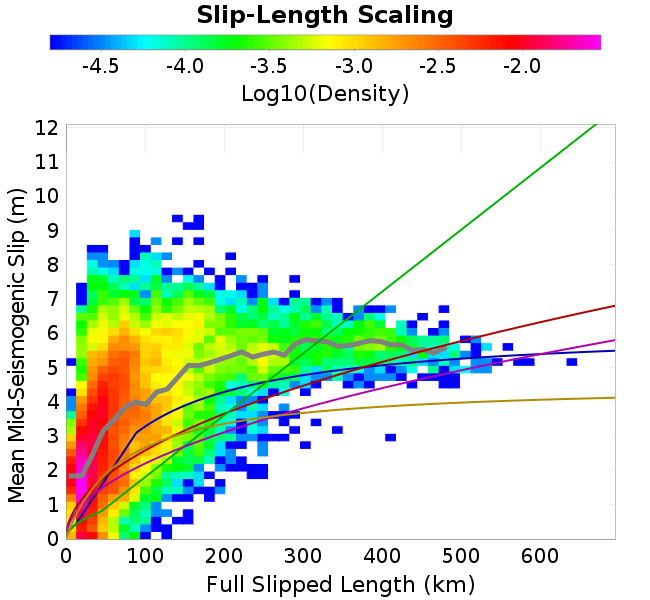 Slip-Length Scaling
-4.5 -4.0 -3.5 -3.0 -2.5 -2.0
Log10(Density)
Mean Mid-Seismogenic Slip (m)
12
11
10
9
8
7
6
5
4
3
2
1
0
0 100 200 300 400 500 600
Full Slipped Length (km)